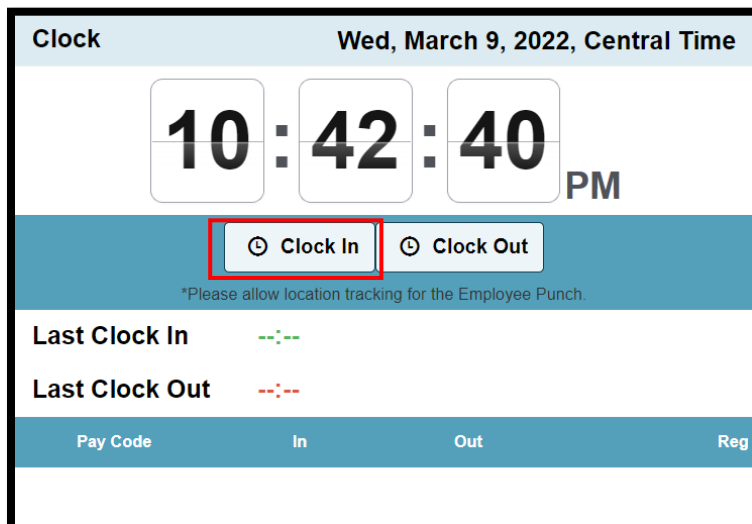 Clock Wed, March 9, 2022, Central Time
10 : 42 : 40 PM
Clock In Clock Out
*Please allow location tracking for the Employee Punch.
Last Clock In --:--
Last Clock Out --:--
Pay Code In Out Reg